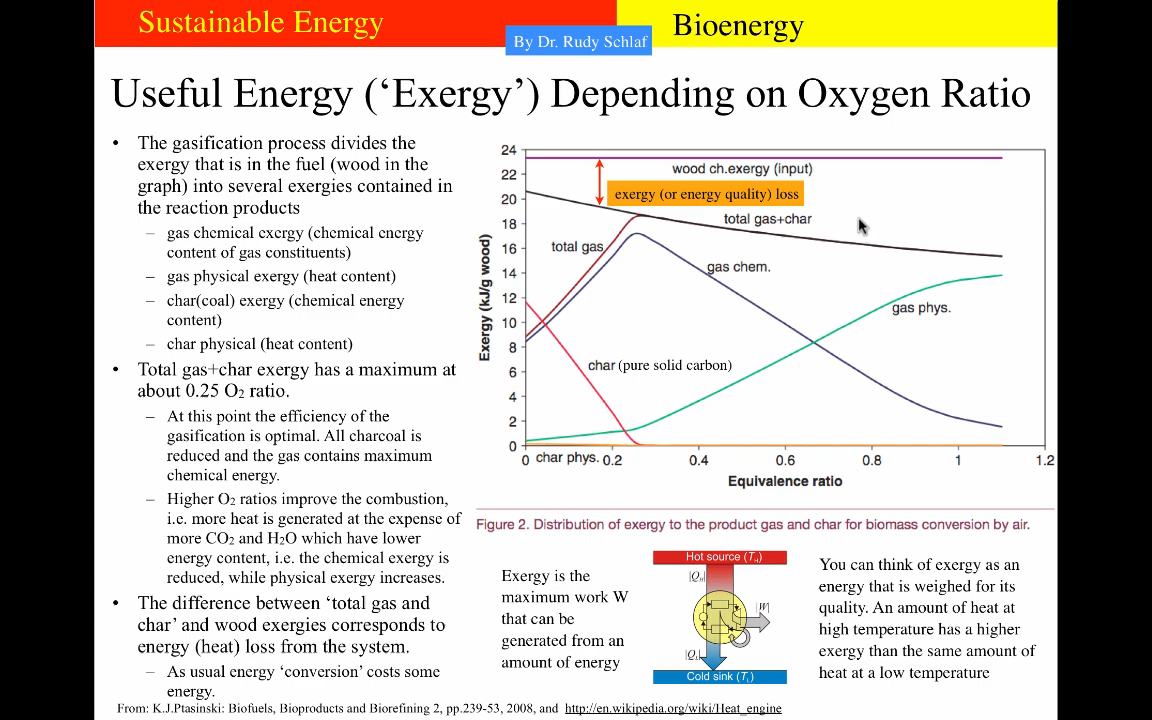 Sustainable Energy
By Dr. Rudy Schlaf
Bioenergy
Useful Energy (‘Exergy’) Depending on Oxygen Ratio
• The gasification process divides the
exergy that is in the fuel (wood in the
graph) into several exergies contained in
the reaction products
– gas chemical exergy (chemical energy
content of gas constituents)
– gas physical exergy (heat content)
– char(coal) exergy (chemical energy
content)
– char physical (heat content)
• Total gas+char exergy has a maximum at
about 0.25 O2 ratio.
– At this point the efficiency of the
gasification is optimal. All charcoal is
reduced and the gas contains maximum
chemical energy.
– Higher O2 ratios improve the combustion,
i.e. more heat is generated at the expense of
more CO2 and H2O which have lower
energy content, i.e. the chemical exergy is
reduced, while physical exergy increases.
• The difference between ‘total gas and
char’ and wood exergies corresponds to
energy (heat) loss from the system.
– As usual energy ‘conversion’ costs some
energy.
Exergy (kJ/g wood)
24
22
20
18
16
14
12
10
8
6
4
2
0
wood ch.exergy (input)
exergy (or energy quality) loss
total gas+char
total gas
gas chem.
gas phys.
char (pure solid carbon)
char phys.
0 0.2 0.4 0.6 0.8 1 1.2
Equivalence ratio
Figure 2. Distribution of exergy to the product gas and char for biomass conversion by air.
Exergy is the
maximum work W
that can be
generated from an
amount of energy
Hot source (TH)
|QH|
|W|
|QL|
Cold sink (TL)
You can think of exergy as an
energy that is weighed for its
quality. An amount of heat at
high temperature has a higher
exergy than the same amount of
heat at a low temperature
From: K.J.Ptasinski: Biofuels, Bioproducts and Biorefining 2, pp.239-53, 2008, and http://en.wikipedia.org/wiki/Heat_engine